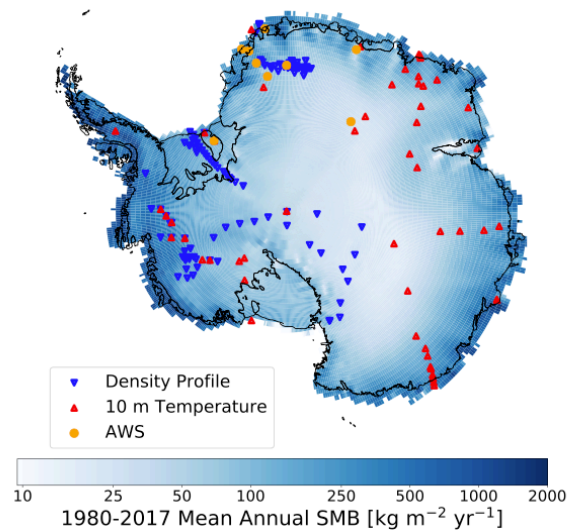 Density Profile
10 m Temperature
AWS
10 25 50 100 250 500 1000 2000
1980-2017 Mean Annual SMB [kg m⁻² yr⁻¹]